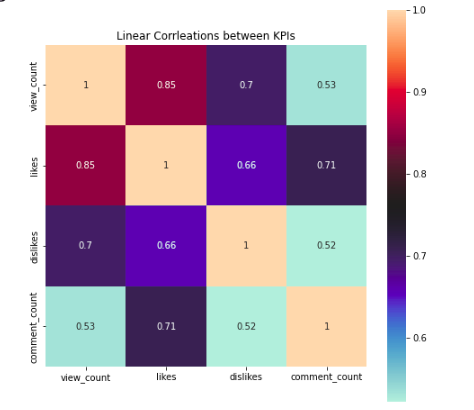 Linear Corrleations between KPIs
view_count 1 0.85 0.7 0.53
likes 0.85 1 0.66 0.71
dislikes 0.7 0.66 1 0.52
comment_count 0.53 0.71 0.52 1
view_count likes dislikes comment_count
1.0
0.9
0.8
0.7
0.6